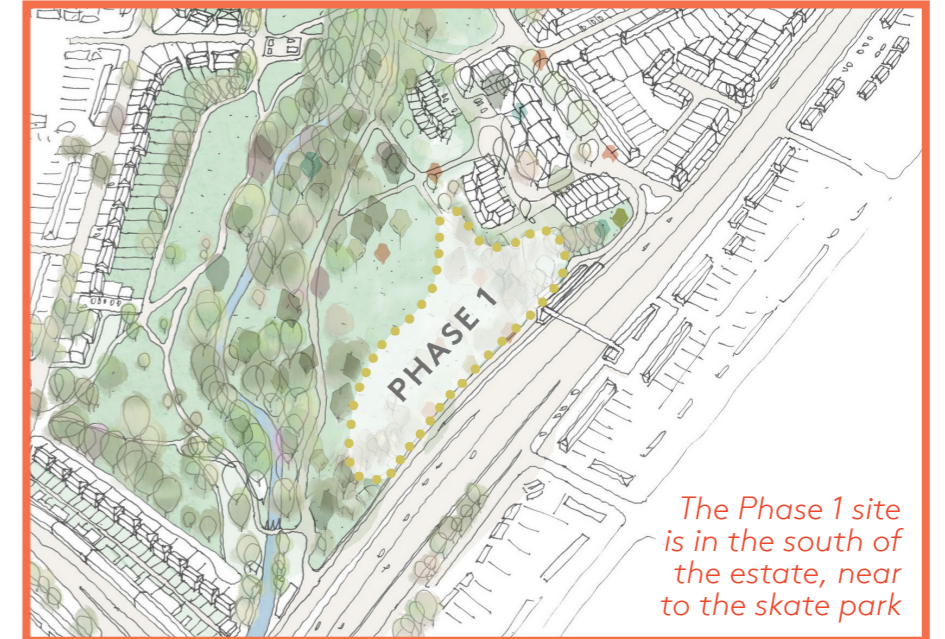 PHASE 1
The Phase 1 site
is in the south of
the estate, near
to the skate park